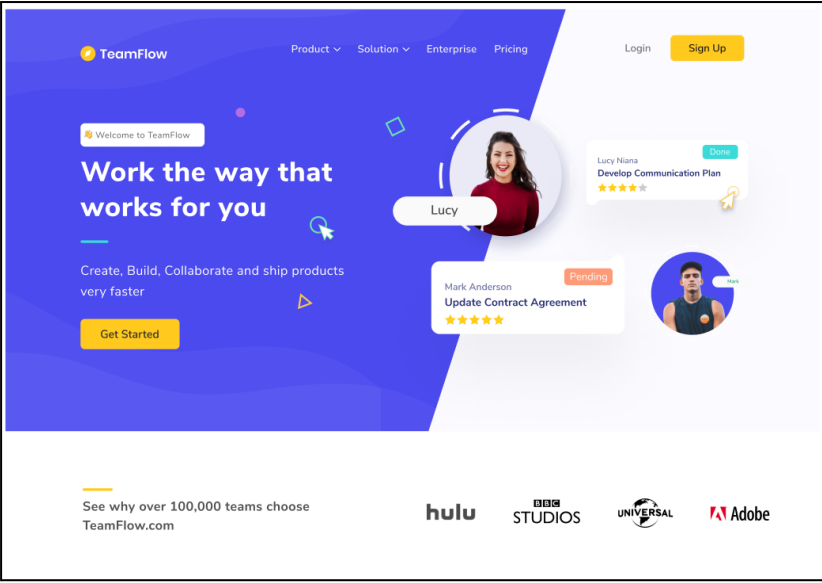 TeamFlow
Product
Solution
Enterprise
Pricing
Login
Sign Up
Welcome to TeamFlow
Work the way that
works for you
Create, Build, Collaborate and ship products
very faster
Get Started
Lucy
Lucy Niana
Done
Develop Communication Plan
Mark Anderson
Pending
Update Contract Agreement
Mark
See why over 100,000 teams choose
TeamFlow.com
hulu
BBC
STUDIOS
UNIVERSAL
Adobe